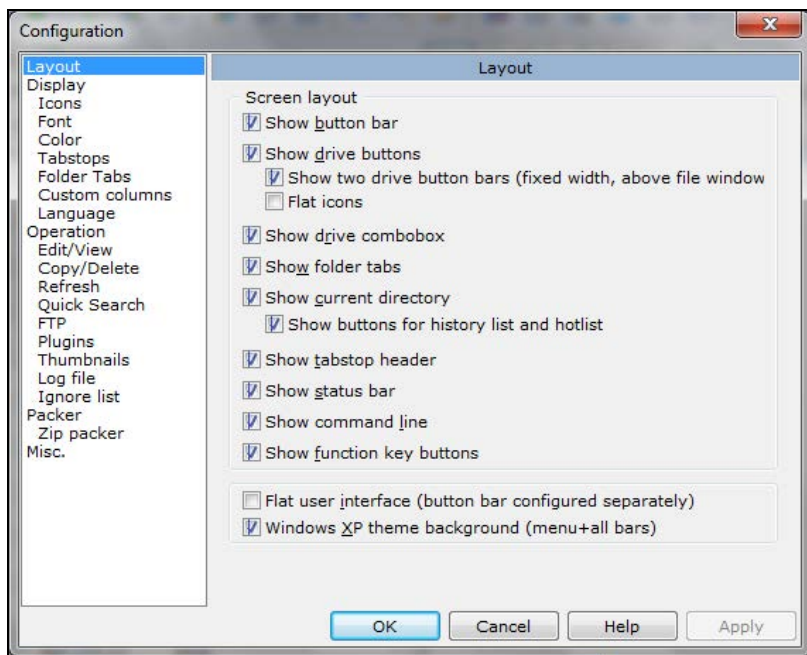 Configuration
Layout
Display
Icons
Font
Color
Tabstops
Folder Tabs
Custom columns
Language
Operation
Edit/View
Copy/Delete
Refresh
Quick Search
FTP
Plugins
Thumbnails
Log file
Ignore list
Packer
Zip packer
Misc.
Layout
Screen layout
Show button bar
Show drive buttons
Show two drive button bars (fixed width, above file window
Flat icons
Show drive combobox
Show folder tabs
Show current directory
Show buttons for history list and hotlist
Show tabstop header
Show status bar
Show command line
Show function key buttons
Flat user interface (button bar configured separately)
Windows XP theme background (menu+all bars)
OK
Cancel
Help
Apply